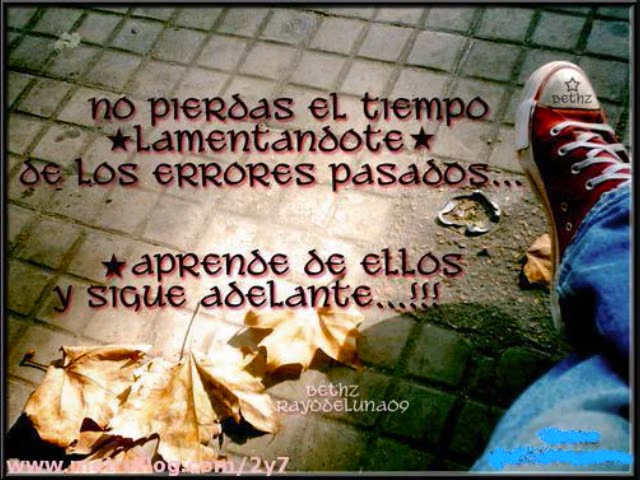 BETHZ
NO PIERDAS EL TIEMPO
★LAMENTANDOTE★
DE LOS ERRORES PASADOS...
★APRENDE DE ELLOS
Y SIGUE ADELANTE...!!!
BETHZ
RAYODELUNA09